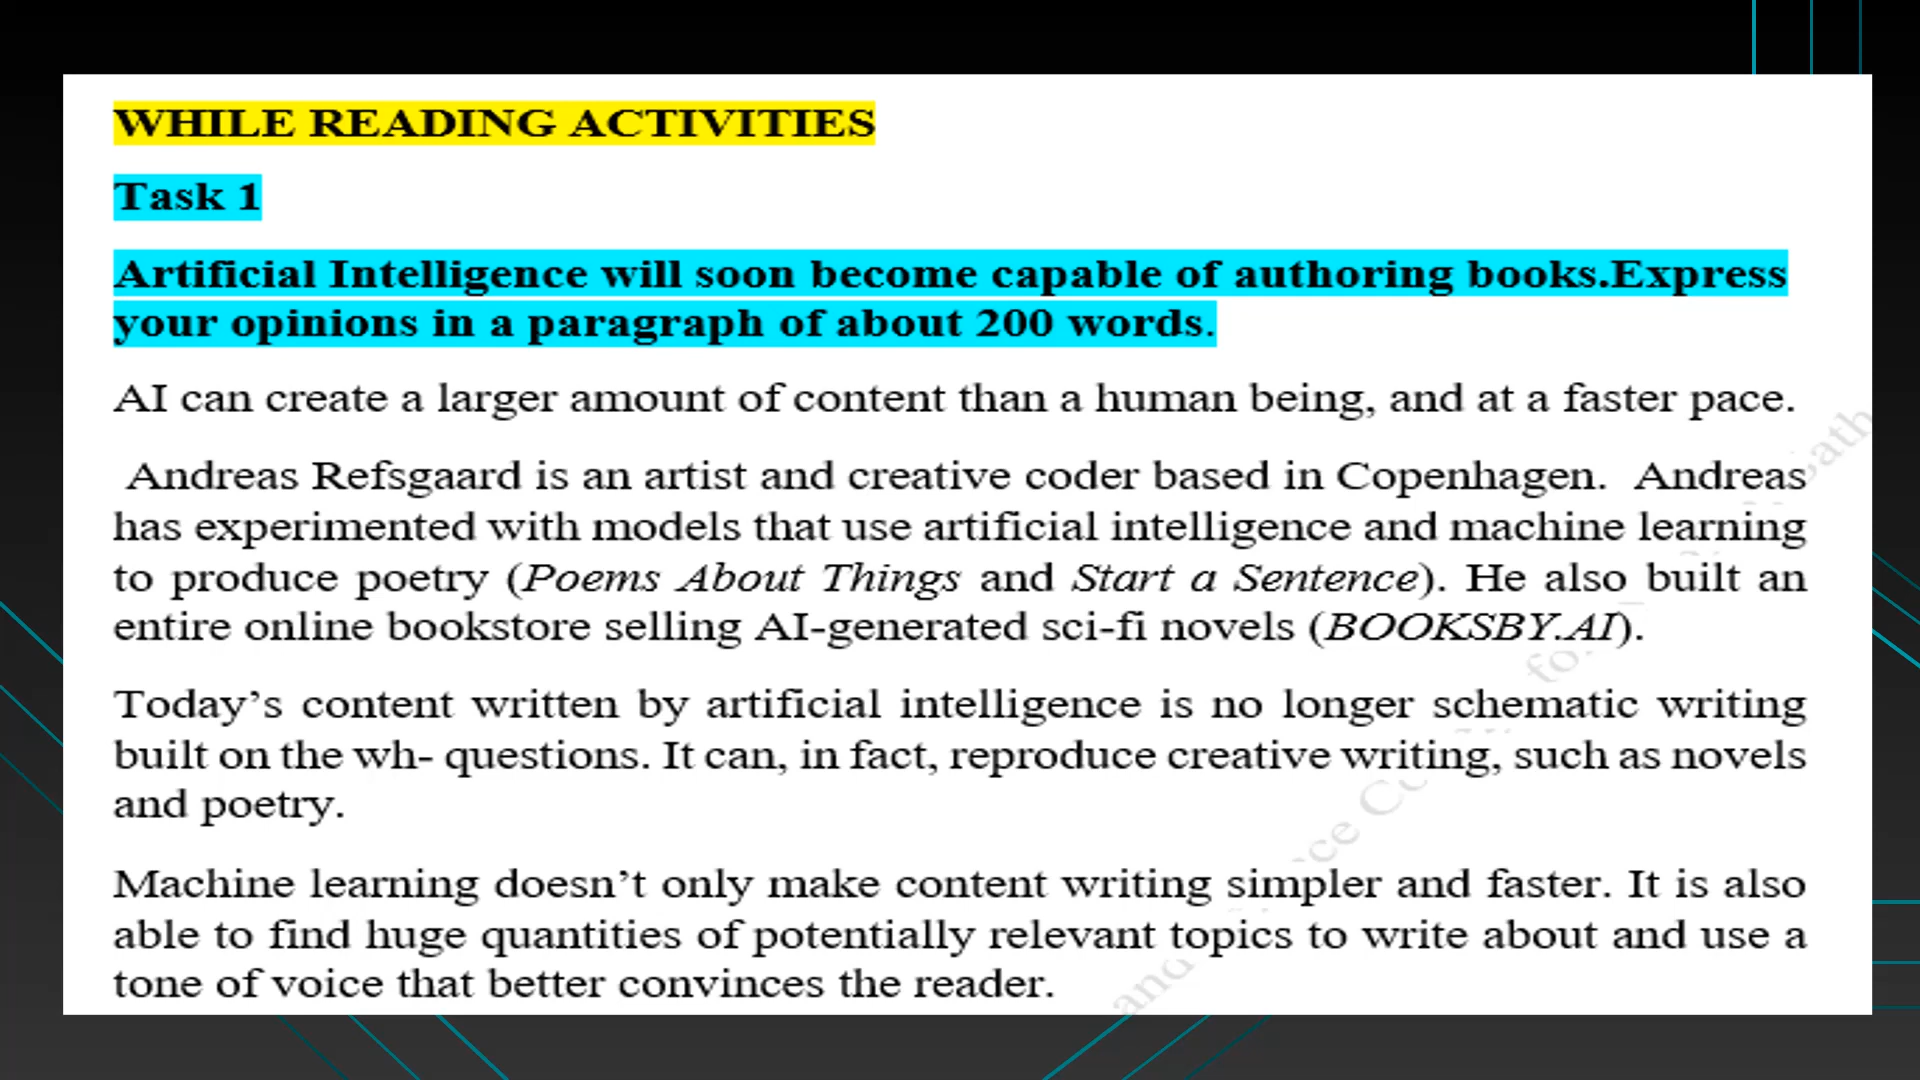 WHILE READING ACTIVITIES
Task 1
Artificial Intelligence will soon become capable of authoring books.Express
your opinions in a paragraph of about 200 words.
AI can create a larger amount of content than a human being, and at a faster pace.
Andreas Refsgaard is an artist and creative coder based in Copenhagen. Andreas
has experimented with models that use artificial intelligence and machine learning
to produce poetry (Poems About Things and Start a Sentence). He also built an
entire online bookstore selling AI-generated sci-fi novels (BOOKSBY.AI).
Today’s content written by artificial intelligence is no longer schematic writing
built on the wh- questions. It can, in fact, reproduce creative writing, such as novels
and poetry.
Machine learning doesn’t only make content writing simpler and faster. It is also
able to find huge quantities of potentially relevant topics to write about and use a
tone of voice that better convinces the reader.